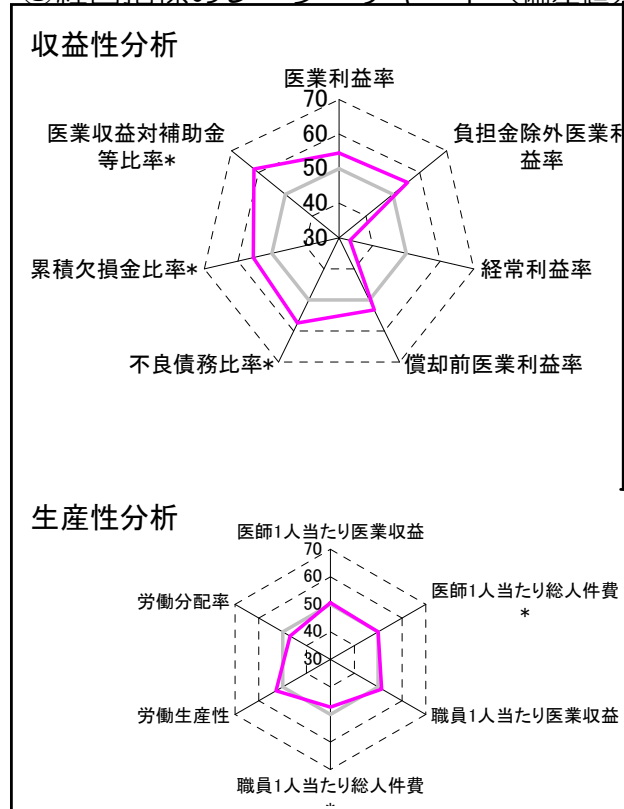 収益性分析
医業利益率
70
60
50
40
30
負担金除外医業利
益率
経常利益率
償却前医業利益率
不良債務比率*
累積欠損金比率*
医業収益対補助金
等比率*
生産性分析
医師1人当たり医業収益
70
60
50
40
30
医師1人当たり総人件費
*
職員1人当たり医業収益
職員1人当たり総人件費
*
労働生産性
労働分配率